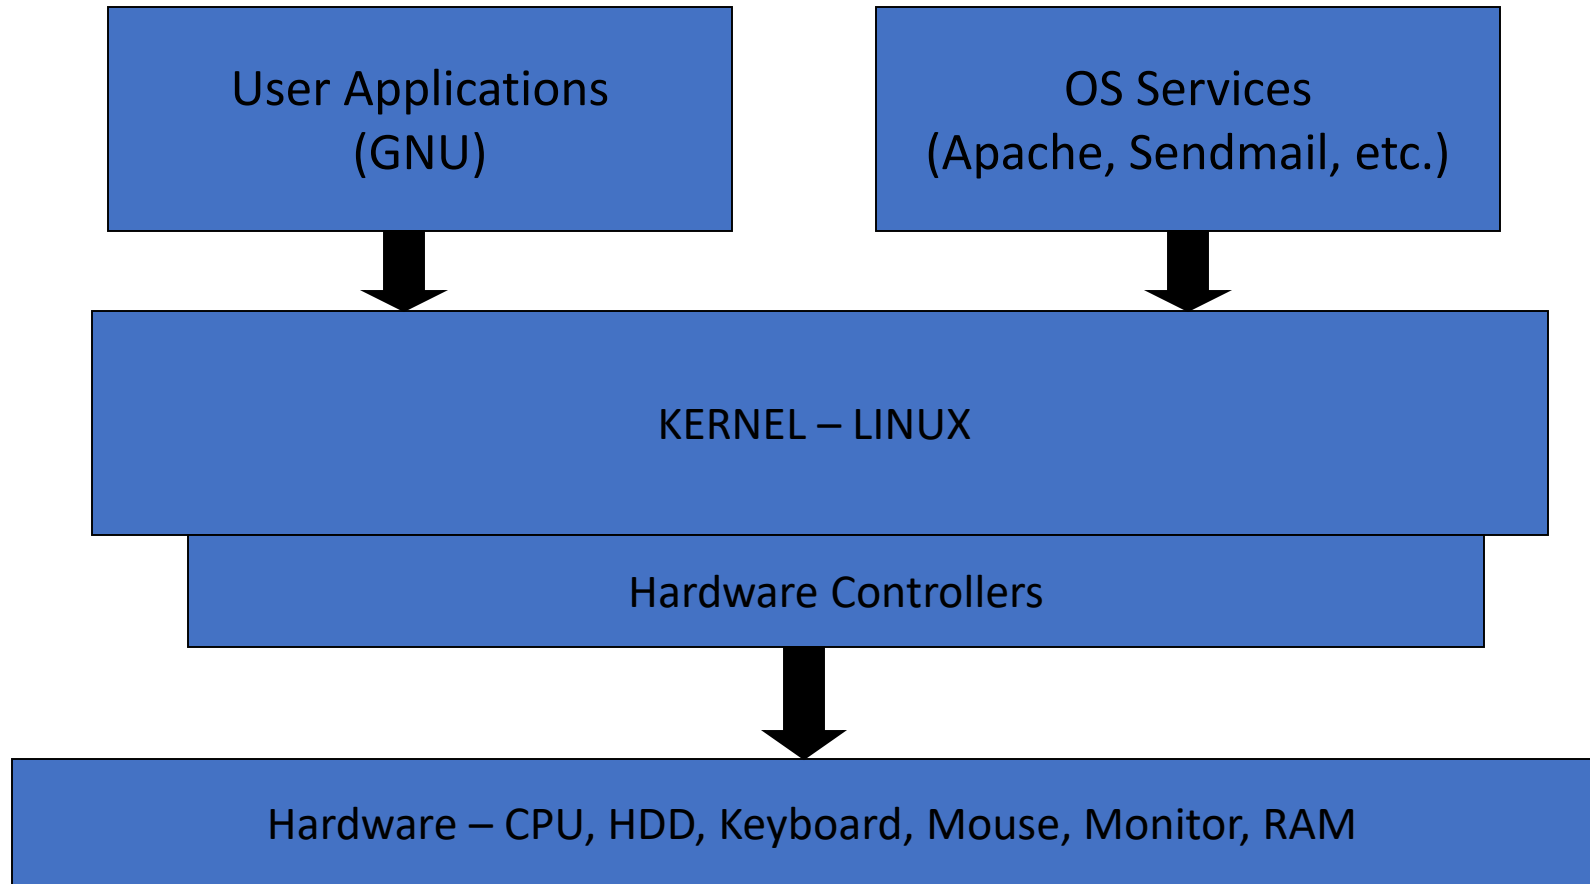 User Applications
(GNU)
OS Services
(Apache, Sendmail, etc.)
KERNEL – LINUX
Hardware Controllers
Hardware – CPU, HDD, Keyboard, Mouse, Monitor, RAM